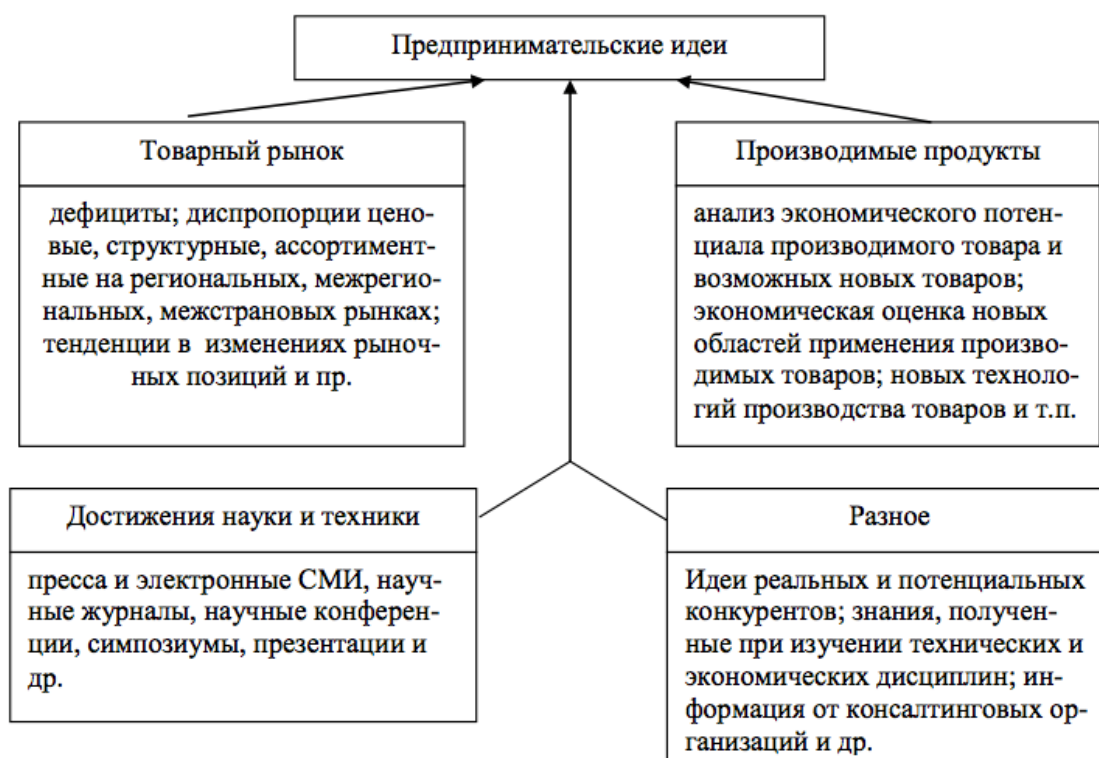 Предпринимательские идеи
Товарный рынок
дефициты; диспропорции цено-
вые, структурные, ассортимент-
ные на региональных, межрегио-
нальных, межстрановых рынках;
тенденции в изменениях рыноч-
ных позиций и пр.
Производимые продукты
анализ экономического потен-
циала производимого товара и
возможных новых товаров;
экономическая оценка новых
областей применения произво-
димых товаров; новых техноло-
гий производства товаров и т.п.
Достижения науки и техники
пресса и электронные СМИ, науч-
ные журналы, научные конферен-
ции, симпозиумы, презентации и
др.
Разное
Идеи реальных и потенциальных
конкурентов; знания, получен-
ные при изучении технических и
экономических дисциплин; ин-
формация от консалтинговых ор-
ганизаций и др.